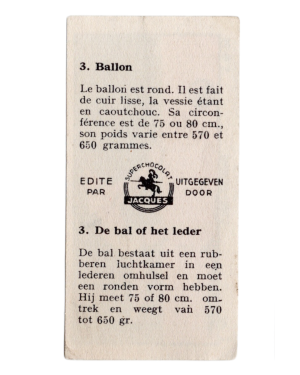 3. Ballon
Le ballon est rond. Il est fait
de cuir lisse, la vessie étant
en caoutchouc. Sa circon-
férence est de 75 ou 80 cm.,
son poids varie entre 570 et
650 grammes.
EDITE
PAR
SUPERCHOCOLAT
JACQUES
UITGEGEVEN
DOOR
3. De bal of het leder
De bal bestaat uit een rub-
beren luchtkamer in een
lederen omhulsel en moet
een ronden vorm hebben.
Hij meet 75 of 80 cm. om-
trek en weegt van 570
tot 650 gr.